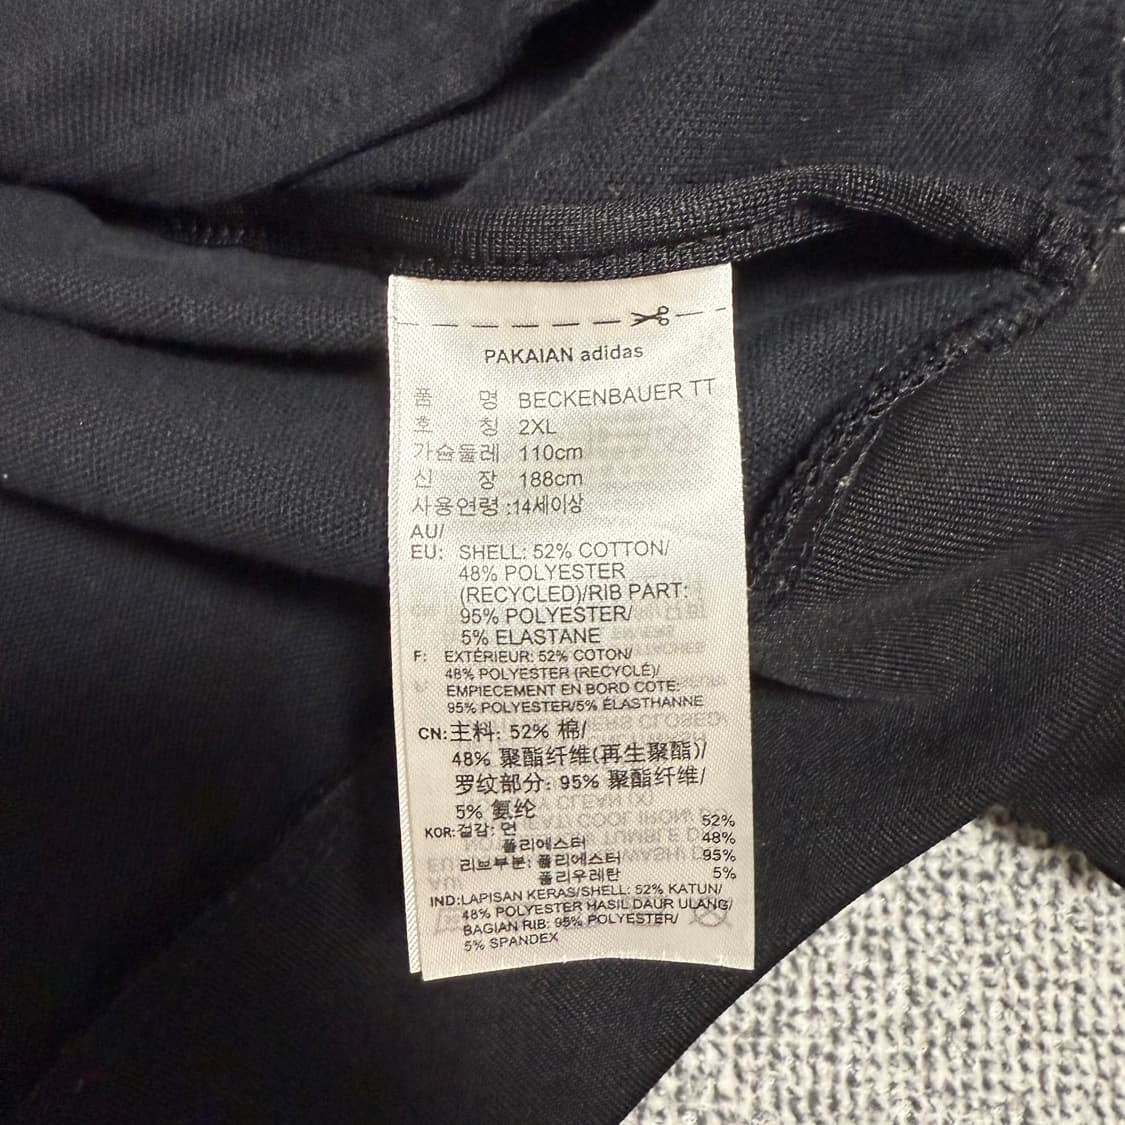 PAKAIAN adidas
품 명 BECKENBAUER TT
호 칭 2XL
가슴둘레 110cm
신 장 188cm
사용연령 :14세이상
AU/
EU: SHELL: 52% COTTON/
48% POLYESTER
(RECYCLED)/RIB PART:
95% POLYESTER/
5% ELASTANE
F: EXTÉRIEUR: 52% COTON/
48% POLYESTER (RECYCLÉ)/
EMPIECEMENT EN BORD COTE:
95% POLYESTER/5% ÉLASTHANNE
CN:主料: 52% 棉/
48% 聚酯纤维(再生聚酯)/
罗纹部分: 95% 聚酯纤维/
5% 氨纶
KOR:겉감: 면 52%
폴리에스터 48%
리브부분: 폴리에스터 95%
폴리우레탄 5%
IND:LAPISAN KERAS/SHELL: 52% KATUN/
48% POLYESTER HASIL DAUR ULANG/
BAGIAN RIB: 95% POLYESTER/
5% SPANDEX